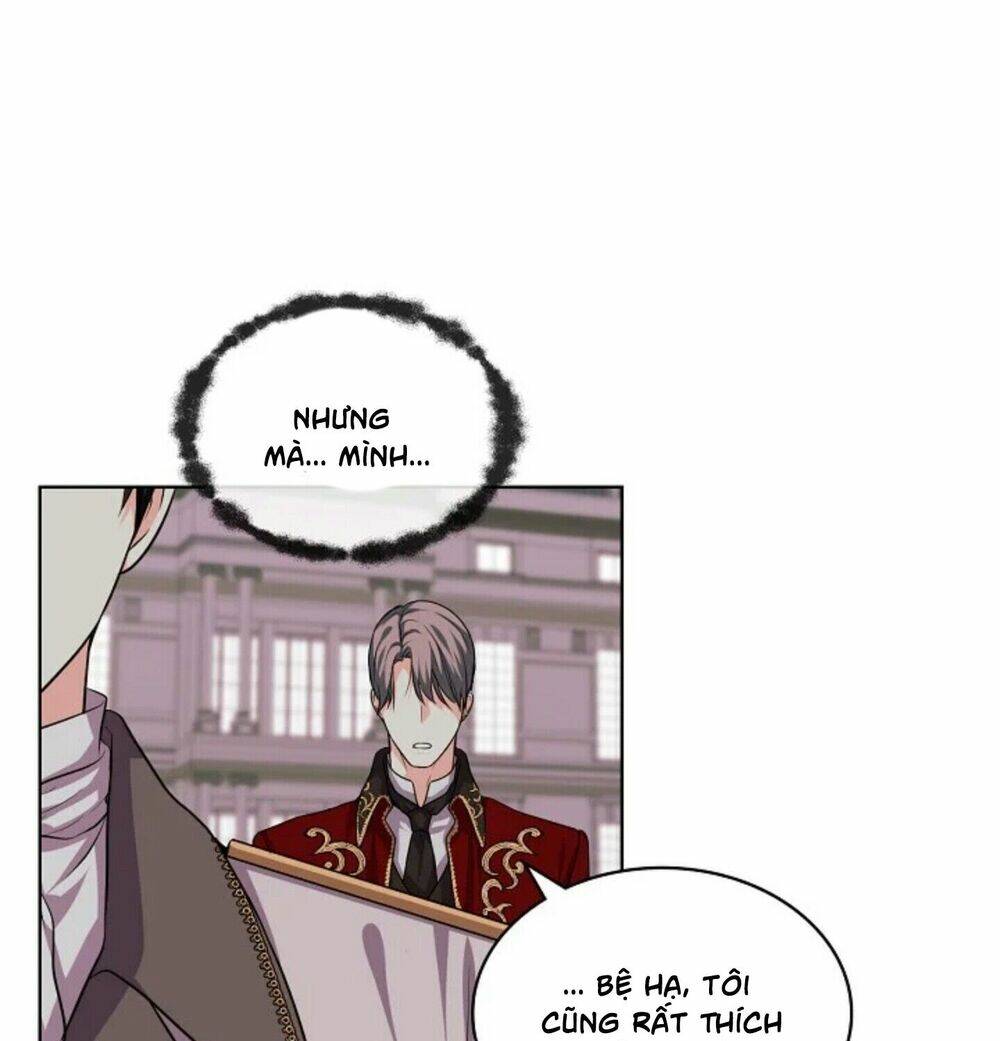 NHƯNG
MÀ... MÌNH...
... BỆ HẠ, TÔI
CŨNG RẤT THÍCH